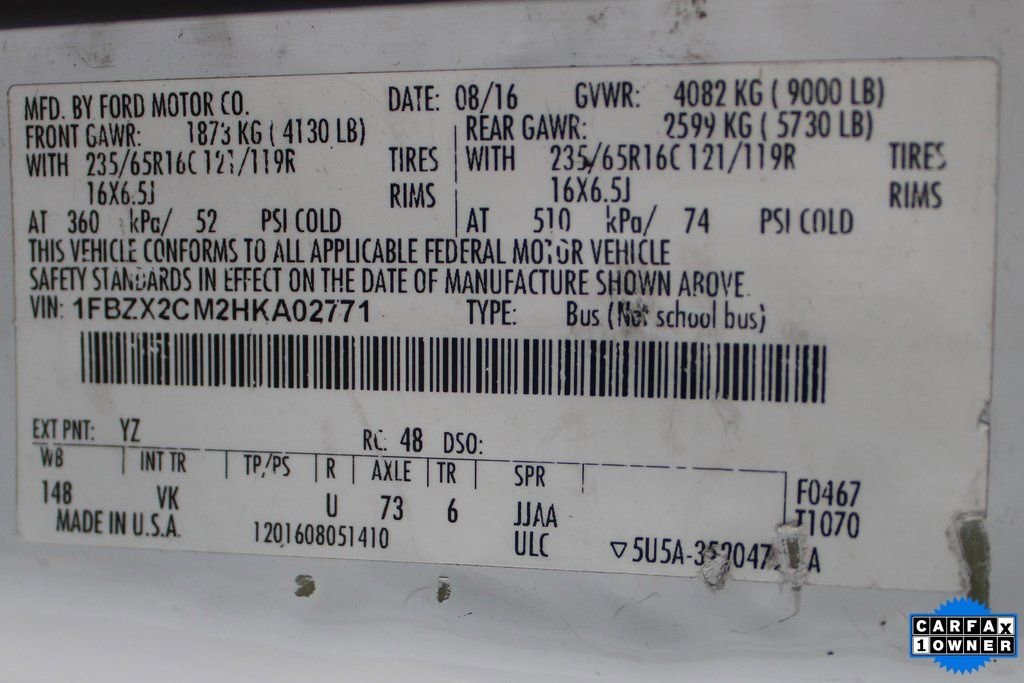 MFD. BY FORD MOTOR CO. DATE: 08/16 GVWR: 4082 KG ( 9000 LB)
FRONT GAWR: 1873 KG ( 4130 LB) REAR GAWR: 2599 KG ( 5730 LB)
WITH 235/65R16C 121/119R TIRES WITH 235/65R16C 121/119R TIRES
16X6.5J RIMS 16X6.5J RIMS
AT 360 kPa/ 52 PSI COLD AT 510 kPa/ 74 PSI COLD
THIS VEHICLE CONFORMS TO ALL APPLICABLE FEDERAL MOTOR VEHICLE
SAFETY STANDARDS IN EFFECT ON THE DATE OF MANUFACTURE SHOWN ABOVE.
VIN: 1FBZX2CM2HKA02771 TYPE: Bus (Not school bus)
EXT PNT: YZ RC: 48 DSO:
WB INT TR TP/PS R AXLE TR SPR
148 VK U 73 6 JJAA F0467
MADE IN U.S.A. 1201608051410 ULC T1070
▽5U5A-
CARFAX
1 OWNER